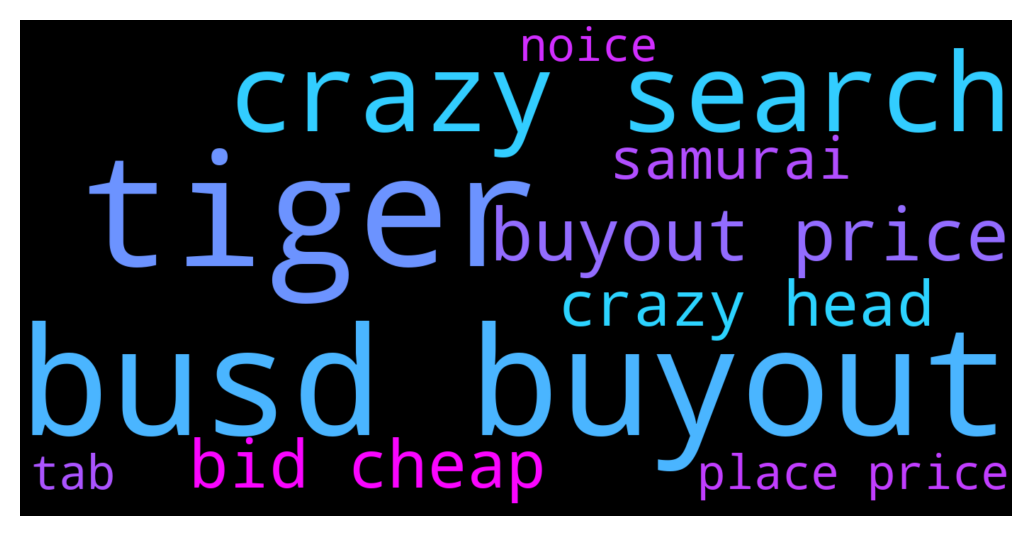 noice
crazy search
samurai
tiger
buyout price
crazy head
busd buyout
bid cheap
tab
place price